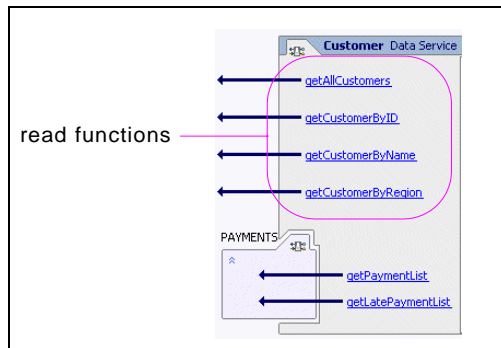 Customer Data Service
getAllCustomers
getCustomerByID
read functions
getCustomerByName
getCustomerByRegion
PAYMENTS
getPaymentList
getLatePaymentList